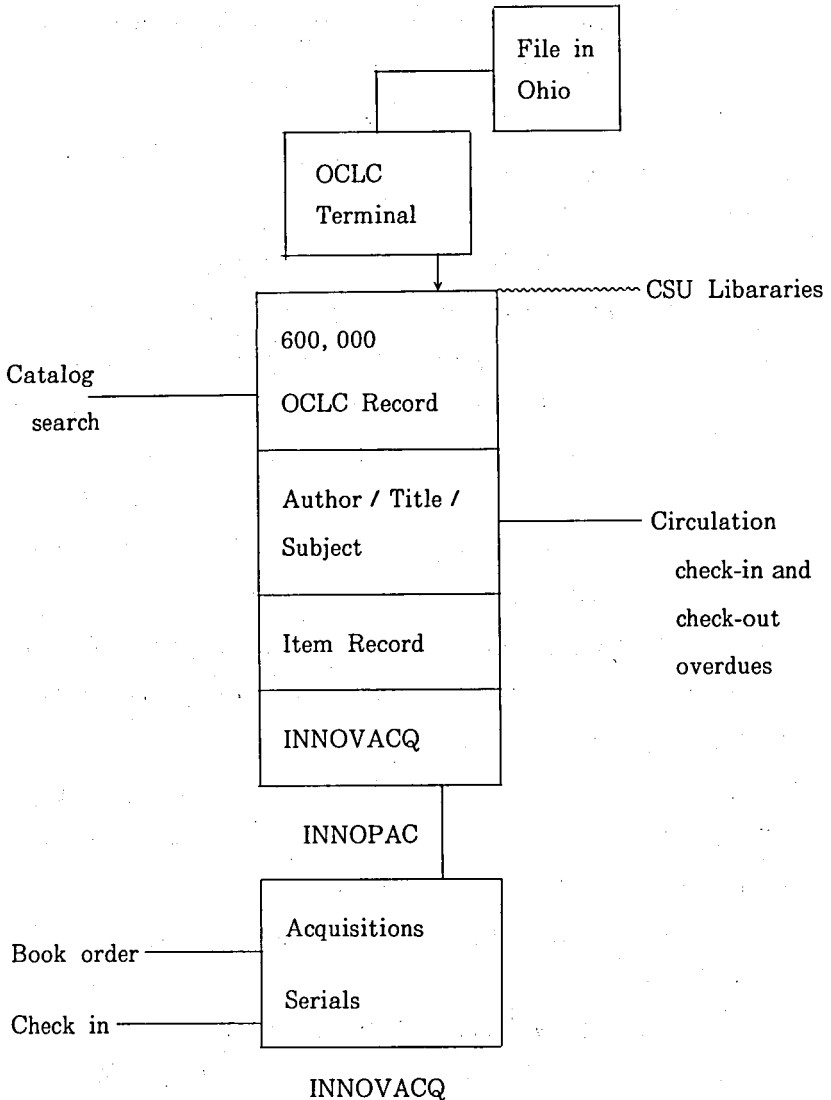 File in
Ohio
OCLC
Terminal
CSU Libararies
600, 000
OCLC Record
Catalog
search
Author / Title /
Subject
Circulation
check-in and
check-out
overdues
Item Record
INNOVACQ
INNOPAC
Acquisitions
Serials
Book order
Check in
INNOVACQ